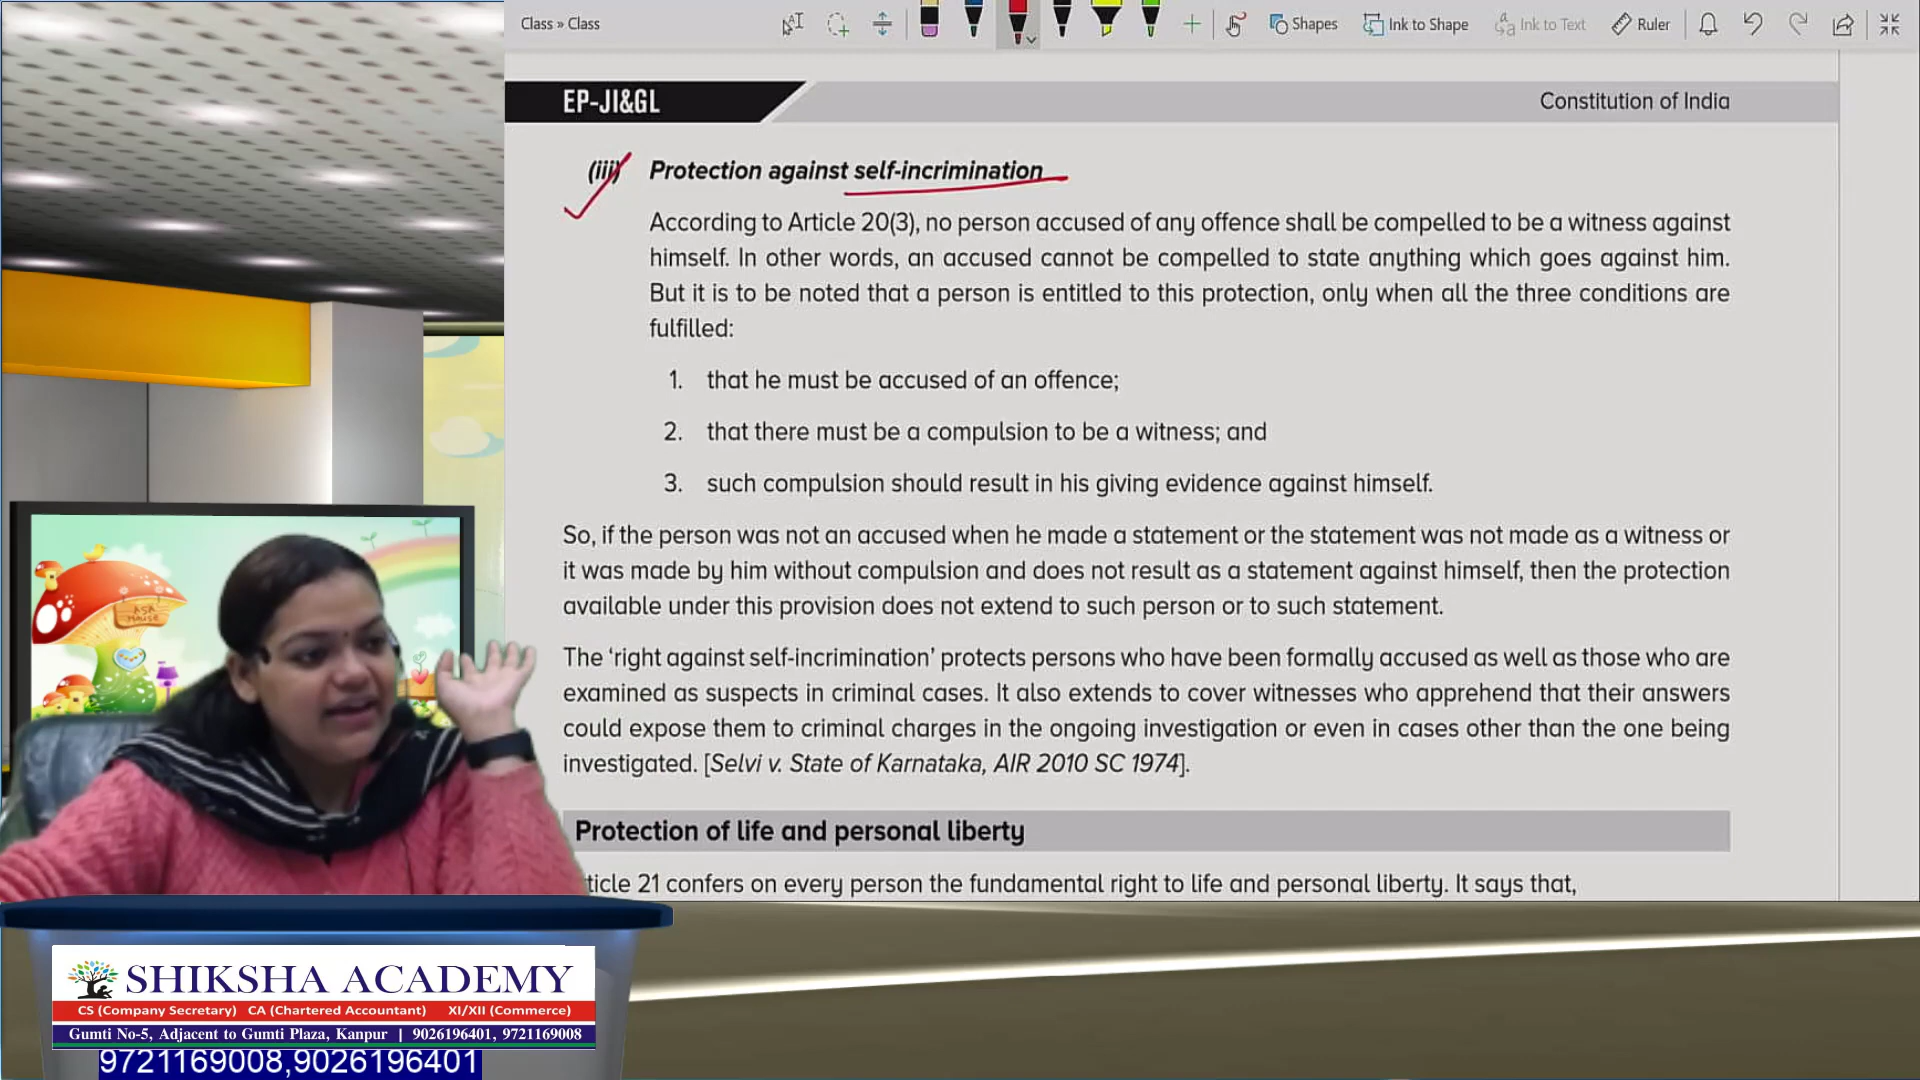 Class » Class
Shapes
Ink to Shape
Ink to Text
Ruler
EP-JI&GL
Constitution of India
(iii) Protection against self-incrimination
According to Article 20(3), no person accused of any offence shall be compelled to be a witness against
himself. In other words, an accused cannot be compelled to state anything which goes against him.
But it is to be noted that a person is entitled to this protection, only when all the three conditions are
fulfilled:
1. that he must be accused of an offence;
2. that there must be a compulsion to be a witness; and
3. such compulsion should result in his giving evidence against himself.
So, if the person was not an accused when he made a statement or the statement was not made as a witness or
it was made by him without compulsion and does not result as a statement against himself, then the protection
available under this provision does not extend to such person or to such statement.
The ‘right against self-incrimination’ protects persons who have been formally accused as well as those who are
examined as suspects in criminal cases. It also extends to cover witnesses who apprehend that their answers
could expose them to criminal charges in the ongoing investigation or even in cases other than the one being
investigated. [Selvi v. State of Karnataka, AIR 2010 SC 1974].
Protection of life and personal liberty
ticle 21 confers on every person the fundamental right to life and personal liberty. It says that,
SHIKSHA ACADEMY
CS (Company Secretary) CA (Chartered Accountant) XI/XII (Commerce)
Gumti No-5, Adjacent to Gumti Plaza, Kanpur | 9026196401, 9721169008
9721169008,9026196401